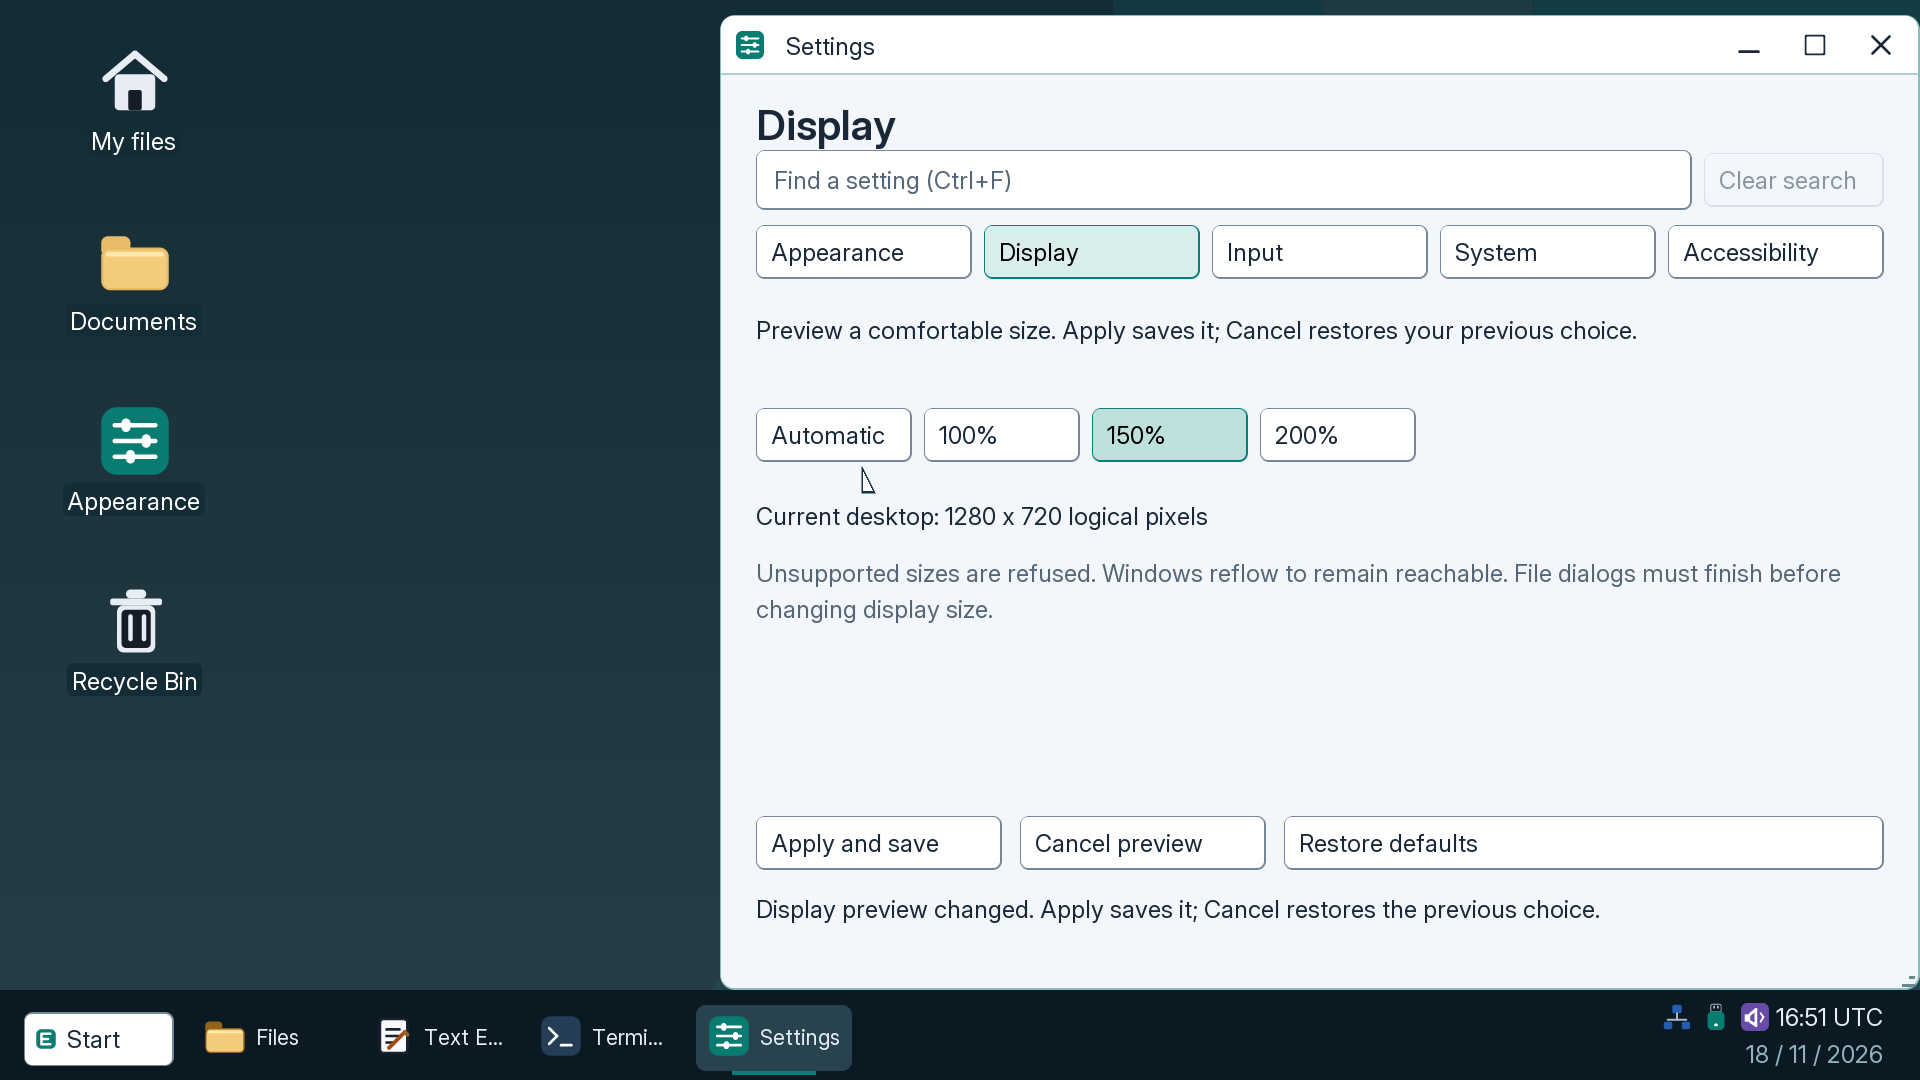 My files
Documents
Appearance
Recycle Bin
Settings
Display
Find a setting (Ctrl+F)
Clear search
Appearance
Display
Input
System
Accessibility
Preview a comfortable size. Apply saves it; Cancel restores your previous choice.
Automatic
100%
150%
200%
Current desktop: 1280 x 720 logical pixels
Unsupported sizes are refused. Windows reflow to remain reachable. File dialogs must finish before
changing display size.
Apply and save
Cancel preview
Restore defaults
Display preview changed. Apply saves it; Cancel restores the previous choice.
E Start
Files
Text E...
Termi...
Settings
16:51 UTC
18 / 11 / 2026